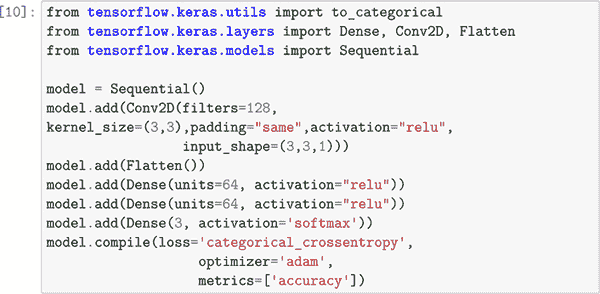 [10]: from tensorflow.keras.utils import to_categorical
from tensorflow.keras.layers import Dense, Conv2D, Flatten
from tensorflow.keras.models import Sequential
model = Sequential()
model.add(Conv2D(filters=128,
kernel_size=(3,3),padding="same",activation="relu",
input_shape=(3,3,1)))
model.add(Flatten())
model.add(Dense(units=64, activation="relu"))
model.add(Dense(units=64, activation="relu"))
model.add(Dense(3, activation='softmax'))
model.compile(loss='categorical_crossentropy',
optimizer='adam',
metrics=['accuracy'])